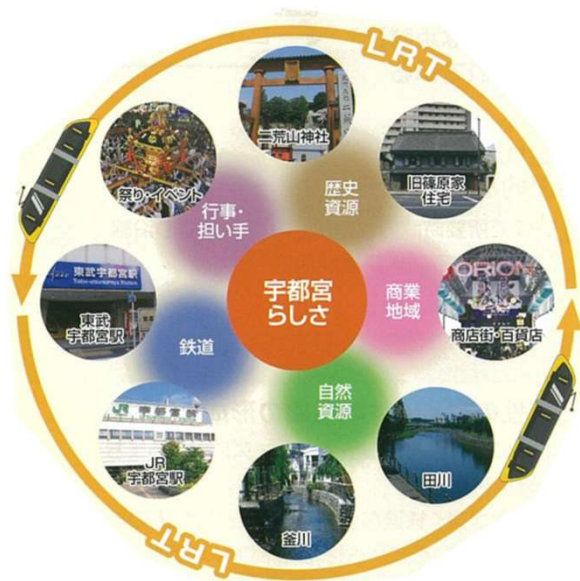 LRT
二荒山神社
旧篠原家
住宅
祭り・イベント
行事・
担い手
歴史
資源
宇都宮
らしさ
商業
地域
ORION
商店街・百貨店
東武宇都宮駅
Tobu-utsunomiya Station
東武
宇都宮駅
鉄道
自然
資源
JR 宇都宮駅
JR
宇都宮駅
釜川
田川
LRT